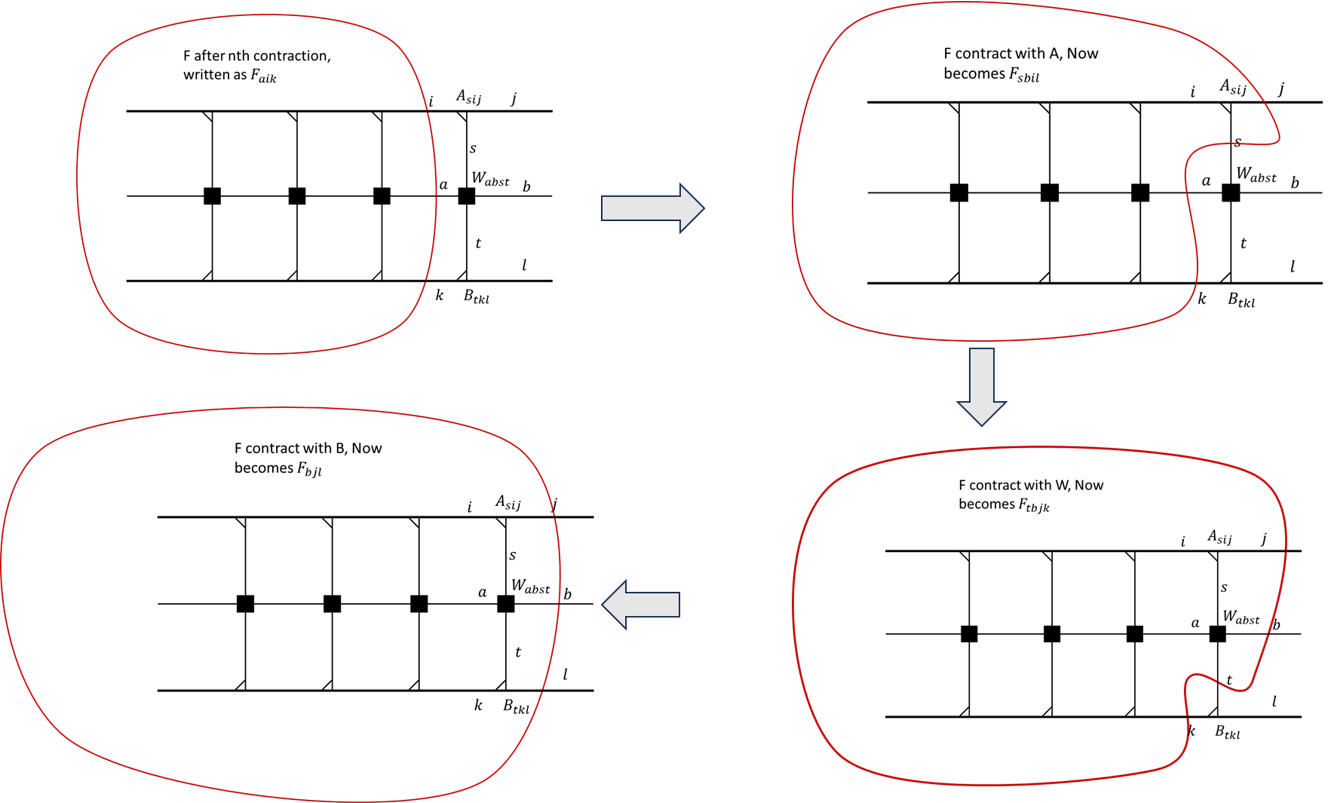 F after nth contraction,
written as F_{aik}
i A_{sij} j
s
a W_{abst} b
t
l
k B_{tkl}
F contract with A, Now
becomes F_{sbil}
i A_{sij} j
s
a W_{abst} b
t
l
k B_{tkl}
F contract with B, Now
becomes F_{bjl}
i A_{sij} j
s
a W_{abst} b
t
l
k B_{tkl}
F contract with W, Now
becomes F_{tbjk}
i A_{sij} j
s
a W_{abst} b
t
l
k B_{tkl}